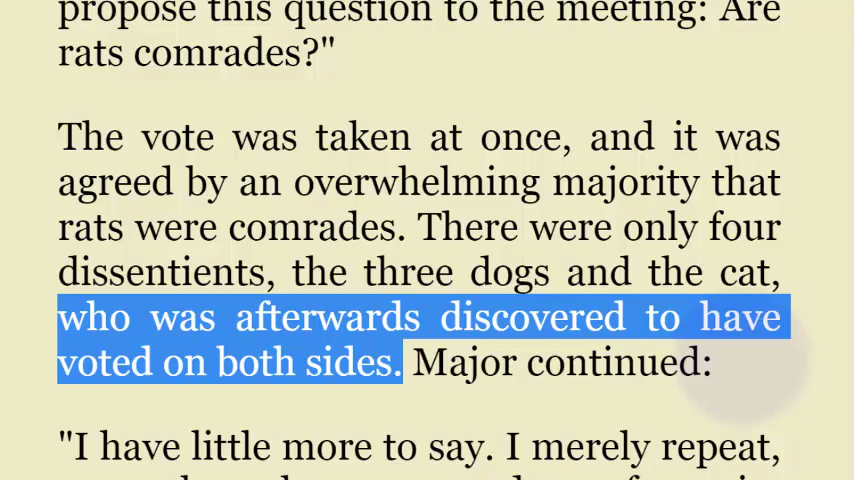 propose this question to the meeting: Are
rats comrades?"
The vote was taken at once, and it was
agreed by an overwhelming majority that
rats were comrades. There were only four
dissentients, the three dogs and the cat,
who was afterwards discovered to have
voted on both sides. Major continued:
"I have little more to say. I merely repeat,